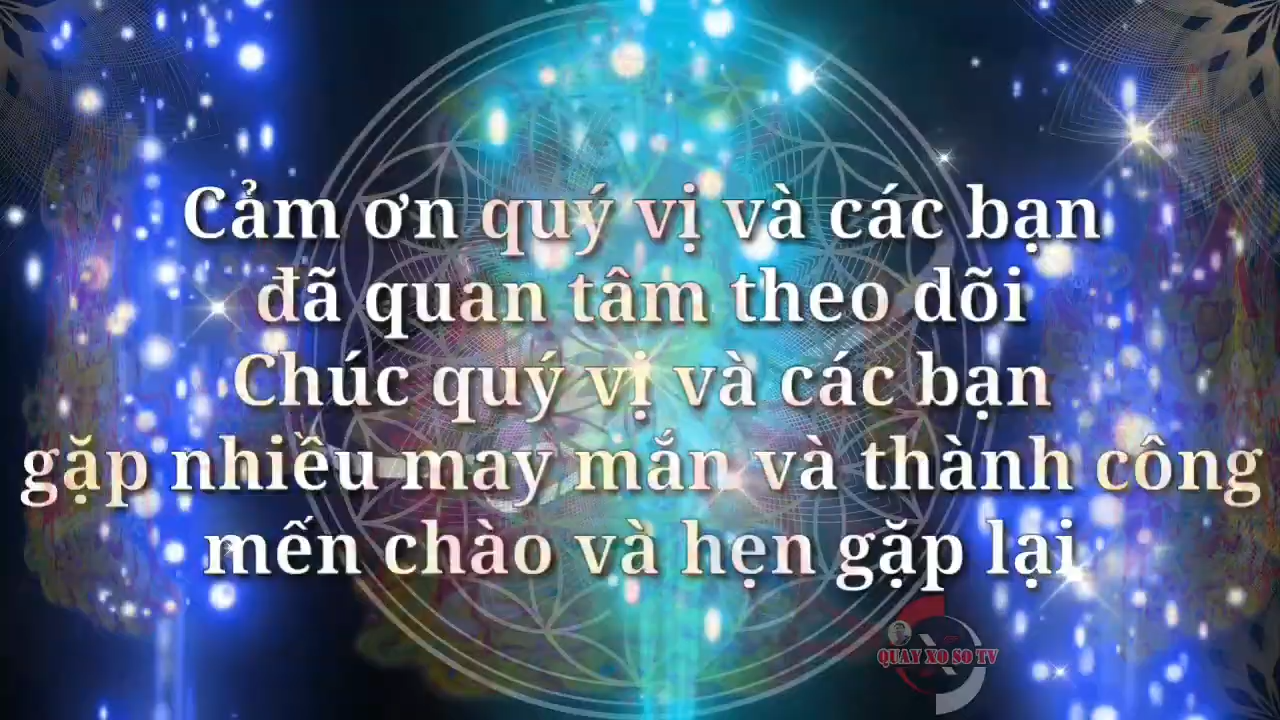 Cảm ơn quý vị và các bạn
đã quan tâm theo dõi
Chúc quý vị và các bạn
gặp nhiều may mắn và thành công
mến chào và hẹn gặp lại
QUAY XO SO TV